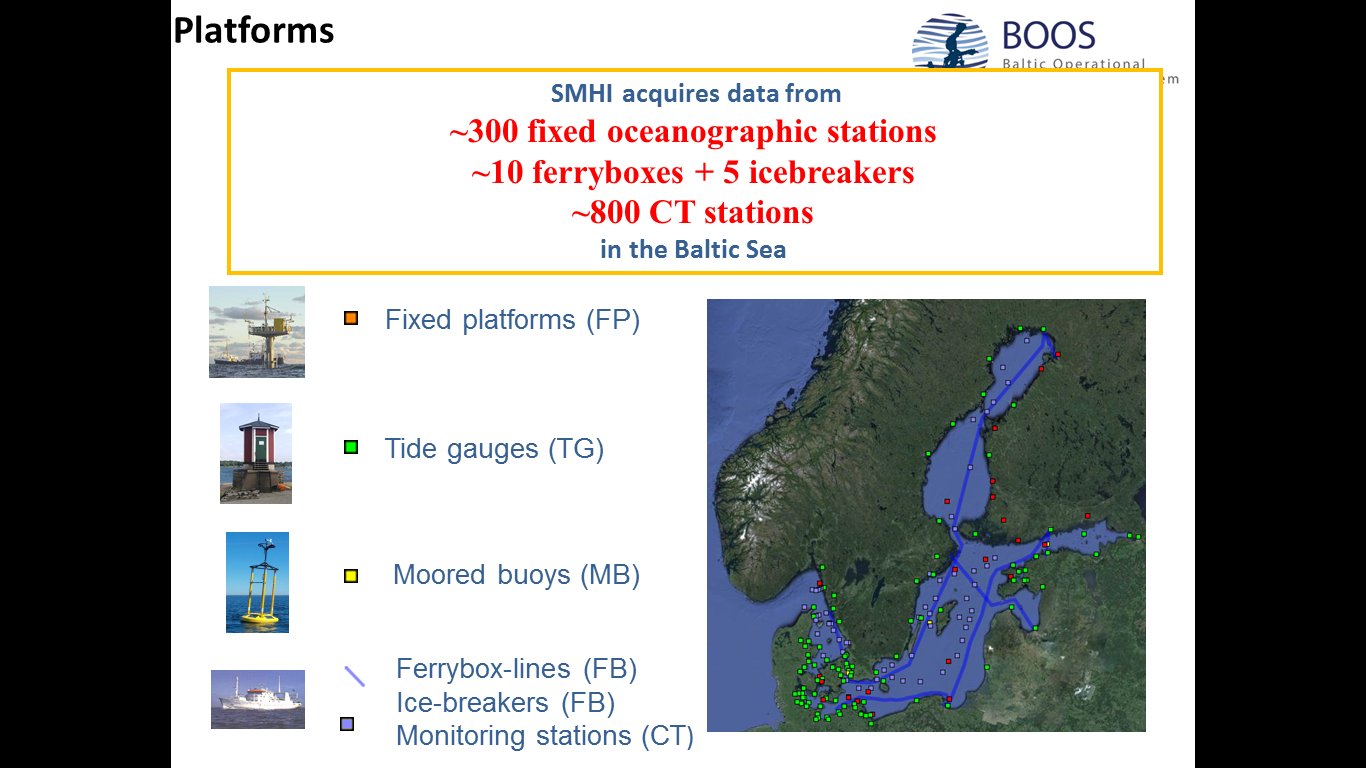 Platforms
BOOS
Baltic Operational
em
SMHI acquires data from
~300 fixed oceanographic stations
~10 ferryboxes + 5 icebreakers
~800 CT stations
in the Baltic Sea
Fixed platforms (FP)
Tide gauges (TG)
Moored buoys (MB)
Ferrybox-lines (FB)
Ice-breakers (FB)
Monitoring stations (CT)